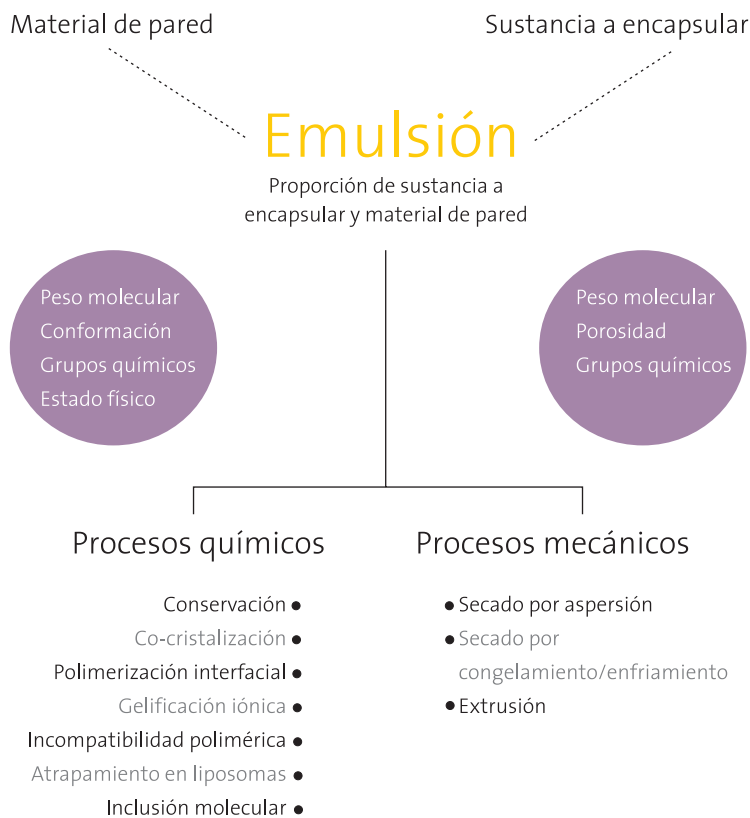 Material de pared
Sustancia a encapsular
Emulsión
Proporción de sustancia a
encapsular y material de pared
Peso molecular
Conformación
Grupos químicos
Estado físico
Peso molecular
Porosidad
Grupos químicos
Procesos químicos
Conservación
Co-cristalización
Polimerización interfacial
Gelificación iónica
Incompatibilidad polimérica
Atrapamiento en liposomas
Inclusión molecular
Procesos mecánicos
Secado por aspersión
Secado por
congelamiento/enfriamiento
Extrusión